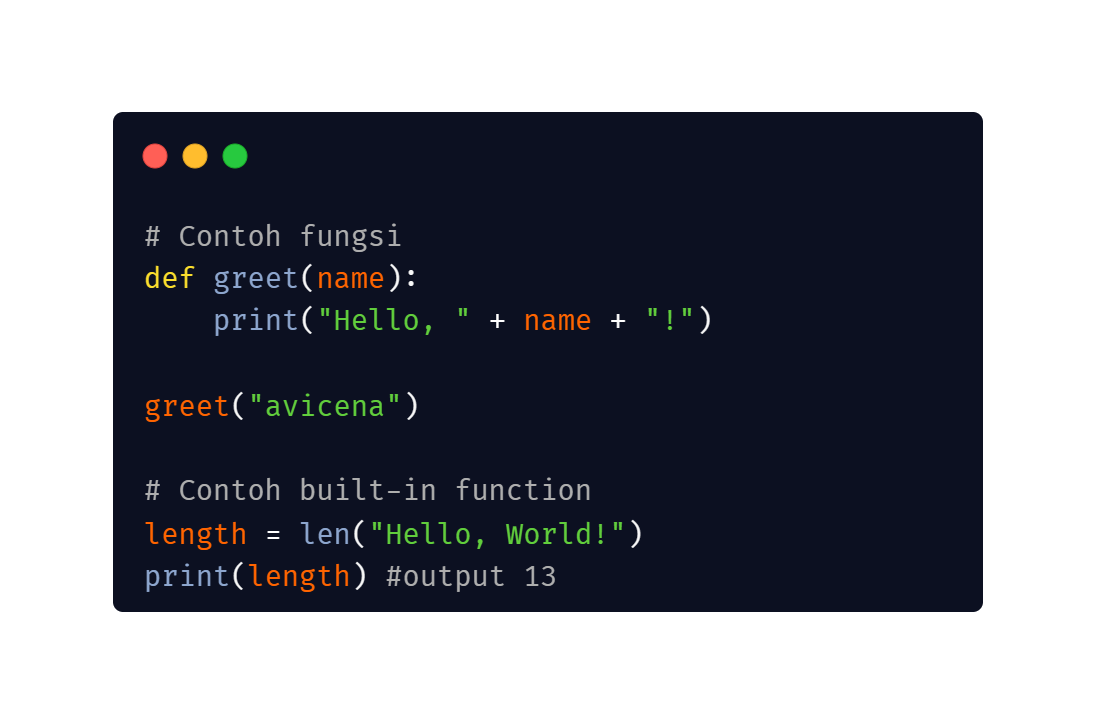 # Contoh fungsi
def greet(name):
    print("Hello, " + name + "!")
greet("avicena")
# Contoh built-in function
length = len("Hello, World!")
print(length) #output 13